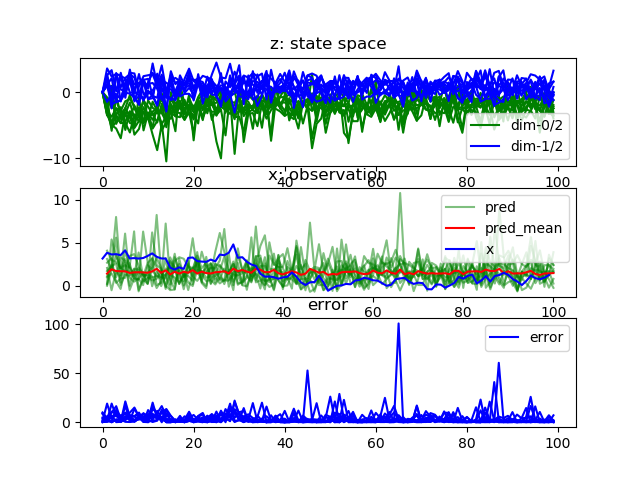 z: state space
0
−10
dim-0/2
dim-1/2
0 20 40 60 80 100
x: observation
10
5
0
pred
pred_mean
x
0 20 40 60 80 100
error
100
50
0
error
0 20 40 60 80 100